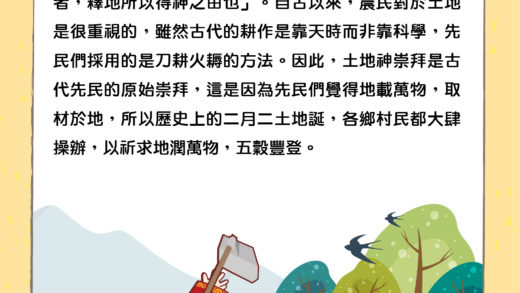 者，釋地所以得神之由也」。自古以來，農民對於土地
是很重視的，雖然古代的耕作是靠天時而非靠科學，先
民們採用的是刀耕火耨的方法。因此，土地神崇拜是古
代先民的原始崇拜，這是因為先民們覺得地載萬物，取
材於地，所以歷史上的二月二土地誕，各鄉村民都大肆
操辦，以祈求地潤萬物，五穀豐登。